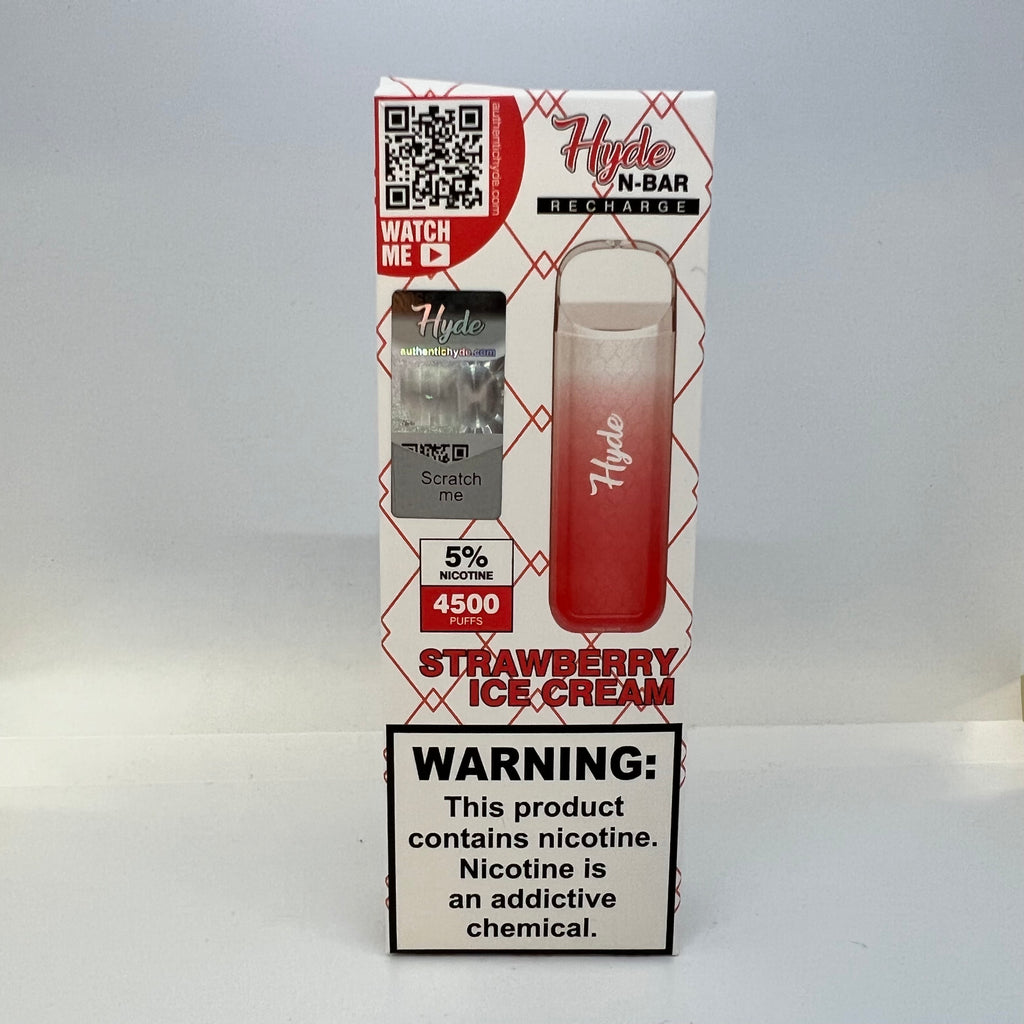 authentichyde.com
WATCH
ME
Hyde
N-BAR
RECHARGE
Hyde
authentichyde.com
Scratch
me
Hyde
5%
NICOTINE
4500
PUFFS
STRAWBERRY
ICE CREAM
WARNING:
This product
contains nicotine.
Nicotine is
an addictive
chemical.